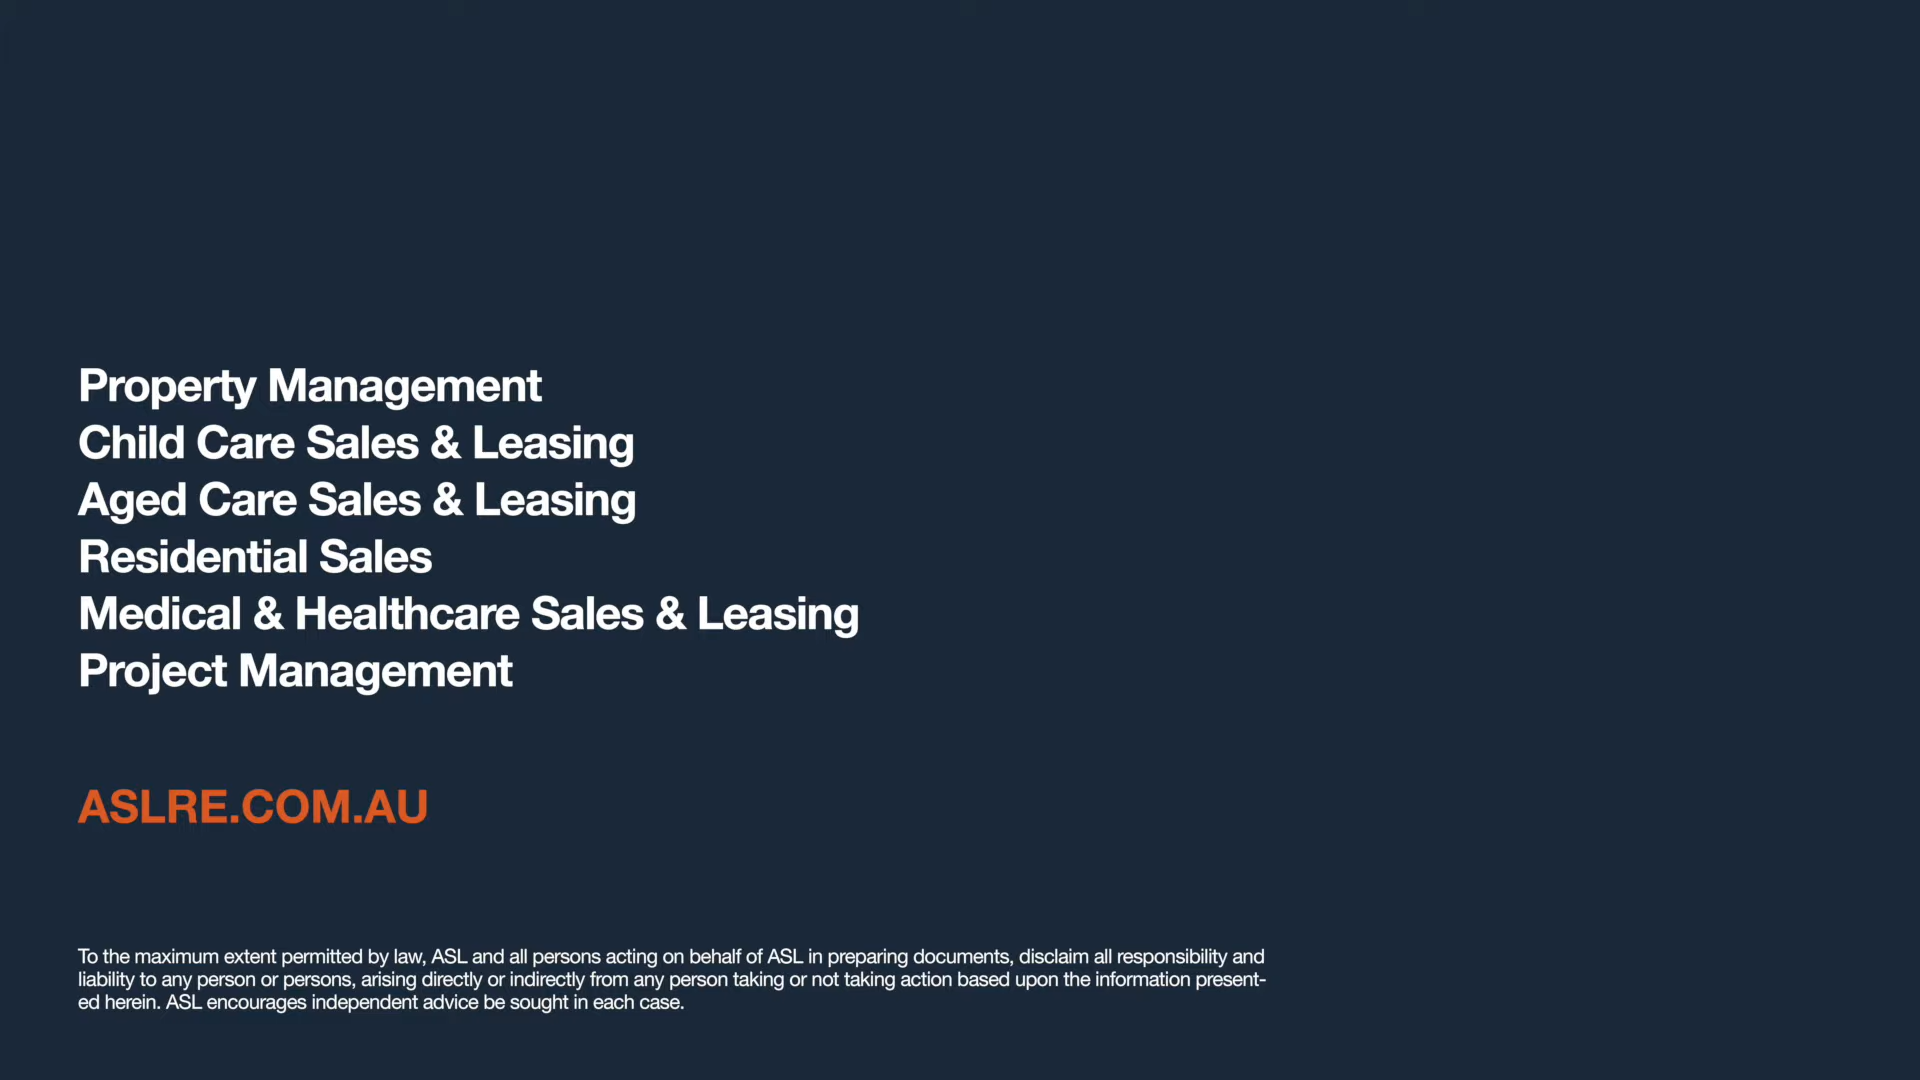 Property Management
Child Care Sales & Leasing
Aged Care Sales & Leasing
Residential Sales
Medical & Healthcare Sales & Leasing
Project Management
ASLRE.COM.AU
To the maximum extent permitted by law, ASL and all persons acting on behalf of ASL in preparing documents, disclaim all responsibility and
liability to any person or persons, arising directly or indirectly from any person taking or not taking action based upon the information present-
ed herein. ASL encourages independent advice be sought in each case.